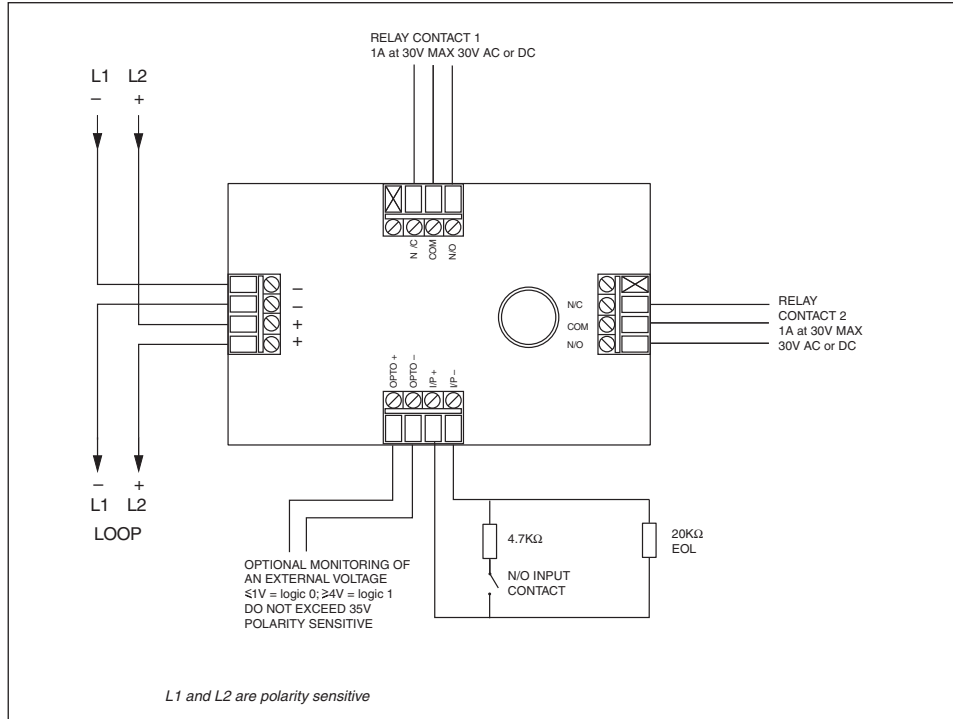 RELAY CONTACT 1
1A at 30V MAX 30V AC or DC
L1 L2
– +
N /C
COM
N/O
–
–
+
+
N/C
COM
N/O
RELAY
CONTACT 2
1A at 30V MAX
30V AC or DC
OPTO +
OPTO –
I/P +
I/P –
– +
L1 L2
LOOP
4.7KΩ
N/O INPUT
CONTACT
20KΩ
EOL
OPTIONAL MONITORING OF
AN EXTERNAL VOLTAGE
≤1V = logic 0; ≥4V = logic 1
DO NOT EXCEED 35V
POLARITY SENSITIVE
L1 and L2 are polarity sensitive